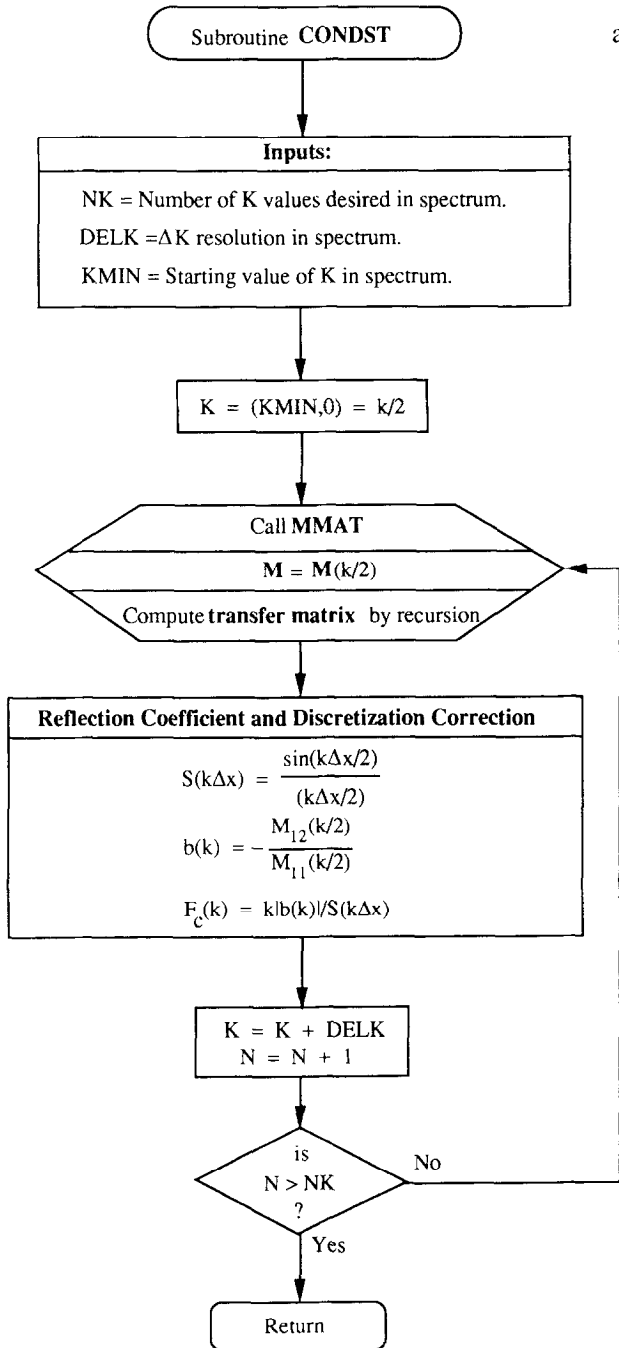 Subroutine CONDST
a
Inputs:
NK = Number of K values desired in spectrum.
DELK =ΔK resolution in spectrum.
KMIN = Starting value of K in spectrum.
K = (KMIN,0) = k/2
Call MMAT
M = M(k/2)
Compute transfer matrix by recursion
Reflection Coefficient and Discretization Correction
S(kΔx) = sin(kΔx/2) / (kΔx/2)
b(k) = - M₁₂(k/2) / M₁₁(k/2)
F_c(k) = k|b(k)|/S(kΔx)
K = K + DELK
N = N + 1
is
N > NK
?
No
Yes
Return